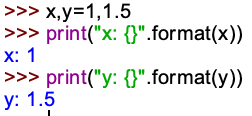 >>> x,y=1,1.5
>>> print("x: {}".format(x))
x: 1
>>> print("y: {}".format(y))
y: 1.5